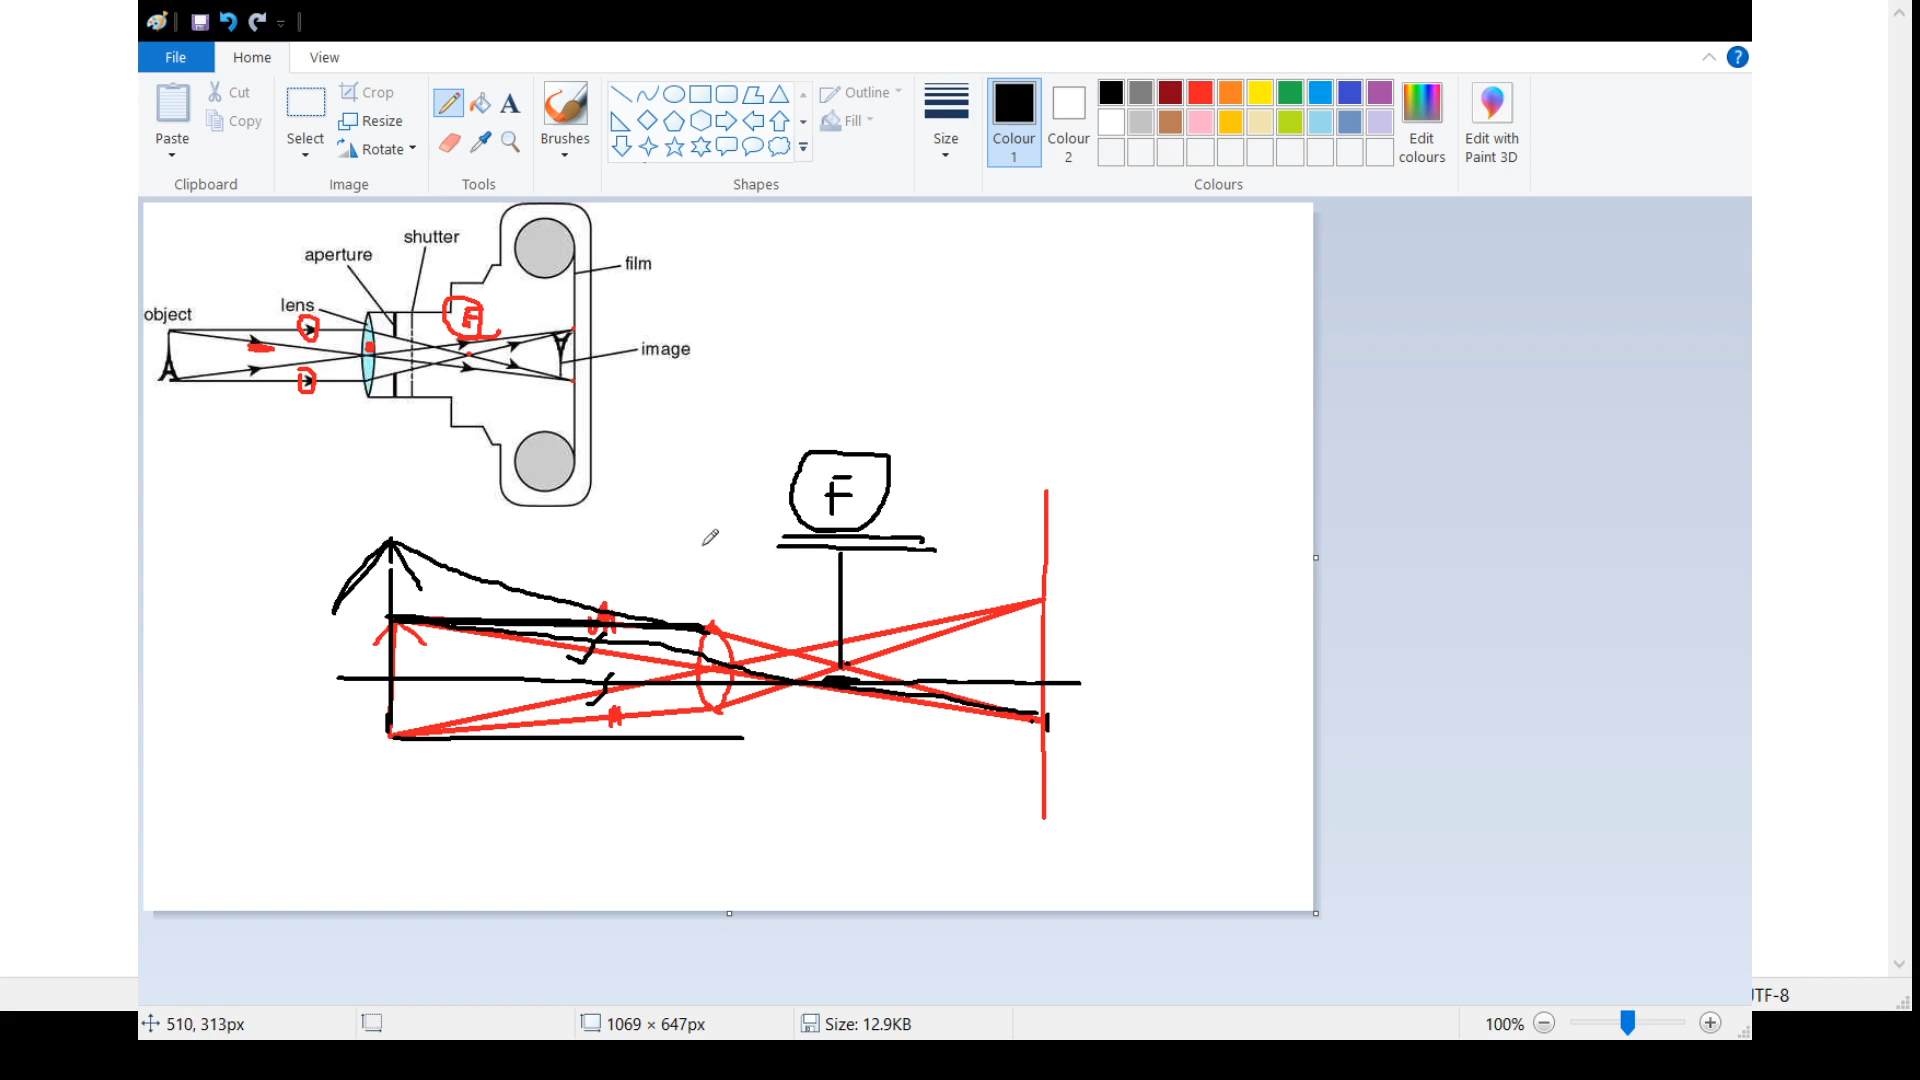 File Home View
Paste
Cut
Copy
Clipboard
Select
Crop
Resize
Rotate
Image
A
Tools
Brushes
Outline
Fill
Shapes
Size
Colour 1
Colour 2
Edit colours
Edit with Paint 3D
Colours
?
shutter
aperture
film
lens
object
F
A
A
image
F
510, 313px
1069 × 647px
Size: 12.9KB
100%
TF-8